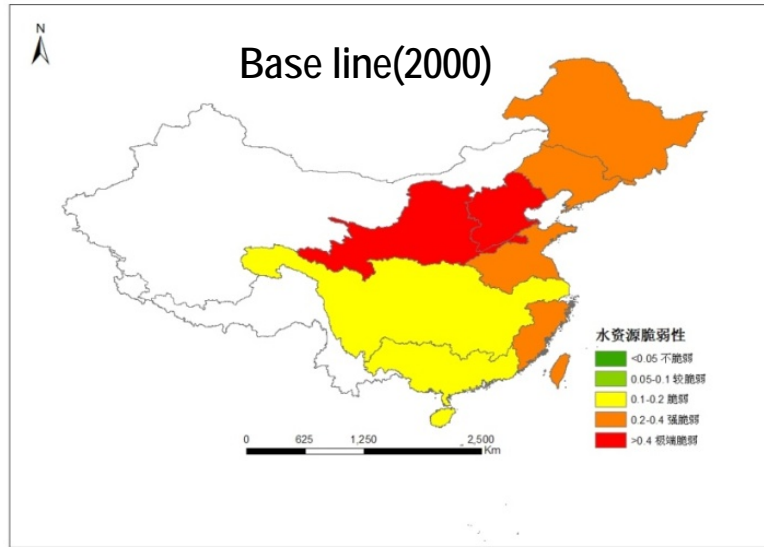 N
Base line(2000)
水资源脆弱性
<0.05 不脆弱
0.05-0.1 较脆弱
0.1-0.2 脆弱
0.2-0.4 强脆弱
>0.4 极端脆弱
0 625 1,250 2,500
Km